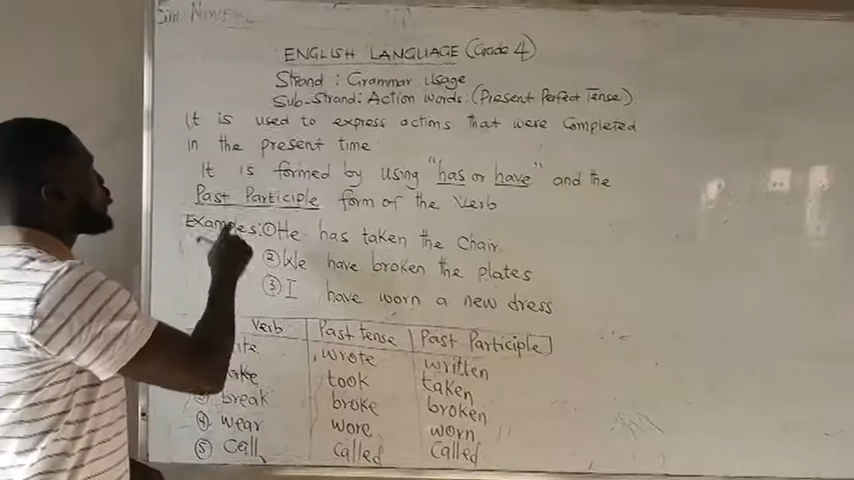 ENGLISH LANGUAGE (Grade 4)
Strand : Grammar Usage
Sub-Strand: Action words: (Present Perfect Tense)
It is used to express actions that were Completed
in the present time
It is formed by using "has or have" and the
Past Participle form of the Verb
Examples: ① He has taken the Chair.
② We have broken the plates
③ I have worn a new dress
Verb Past tense Past Participle
wrote written
took taken
③ break broke broken
④ wear wore worn
⑤ Call called Called